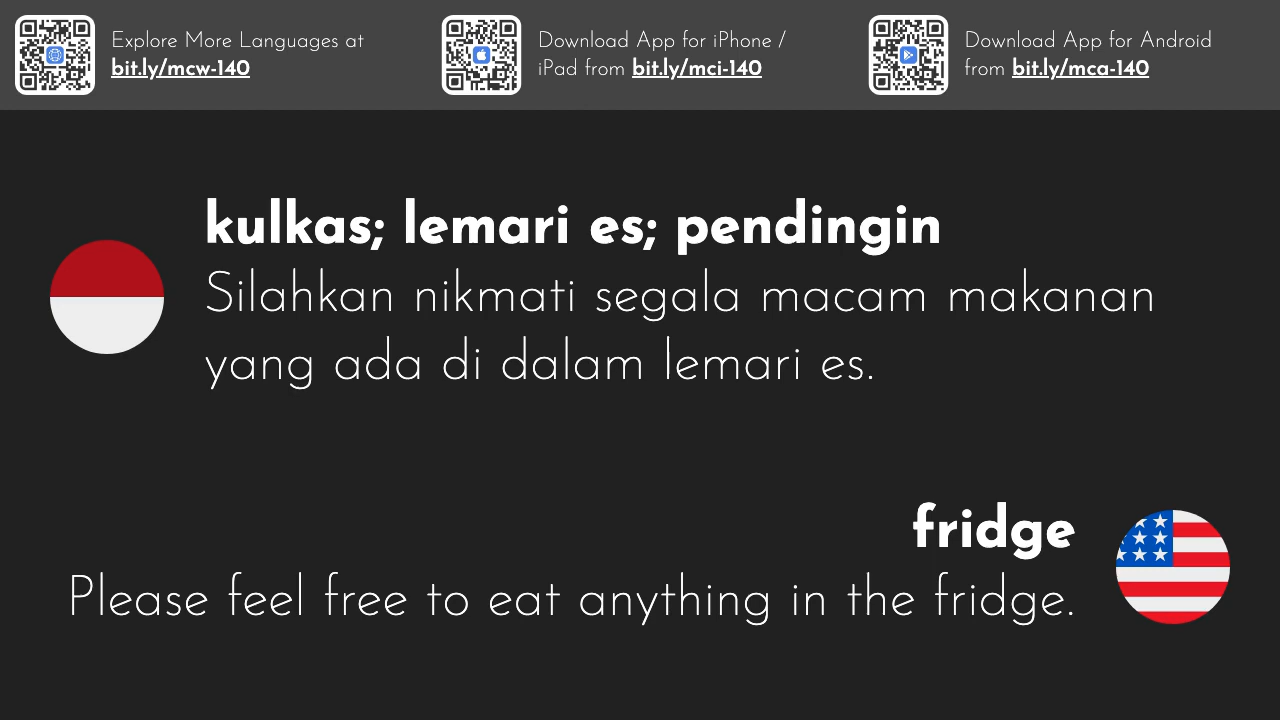 Explore More Languages at
bit.ly/mcw-140
Download App for iPhone /
iPad from bit.ly/mci-140
Download App for Android
from bit.ly/mca-140
kulkas; lemari es; pendingin
Silahkan nikmati segala macam makanan
yang ada di dalam lemari es.
fridge
Please feel free to eat anything in the fridge.